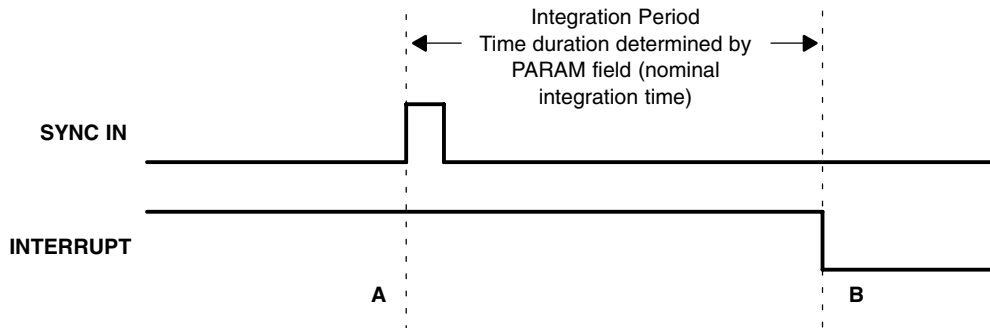 Integration Period
Time duration determined by
PARAM field (nominal
integration time)
SYNC IN
INTERRUPT
A
B